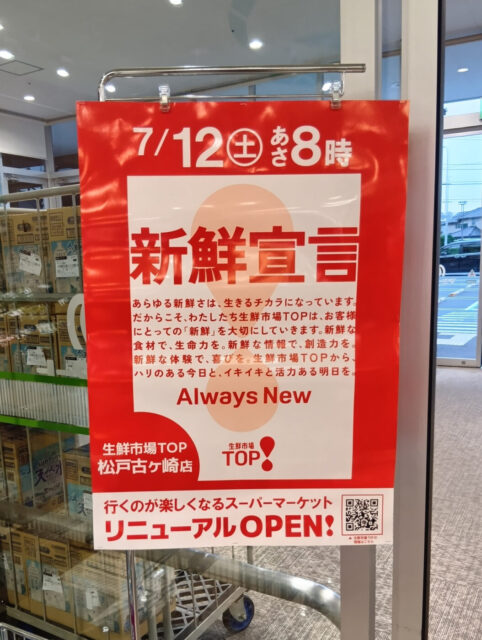 7/12㊏ あさ8時
新鮮宣言
あらゆる新鮮さは、生きるチカラになっています。
だからこそ、わたしたち生鮮市場TOPは、お客様
にとっての「新鮮」を大切にしていきます。新鮮な
食材で、生命力を。新鮮な情報で、創造力を。
新鮮な体験で、喜びを。生鮮市場TOPから、
ハリのある今日と、イキイキと活力ある明日を。
Always New
生鮮市場TOP
松戸古ヶ崎店
生鮮市場
TOP!
行くのが楽しくなるスーパーマーケット
リニューアルOPEN!